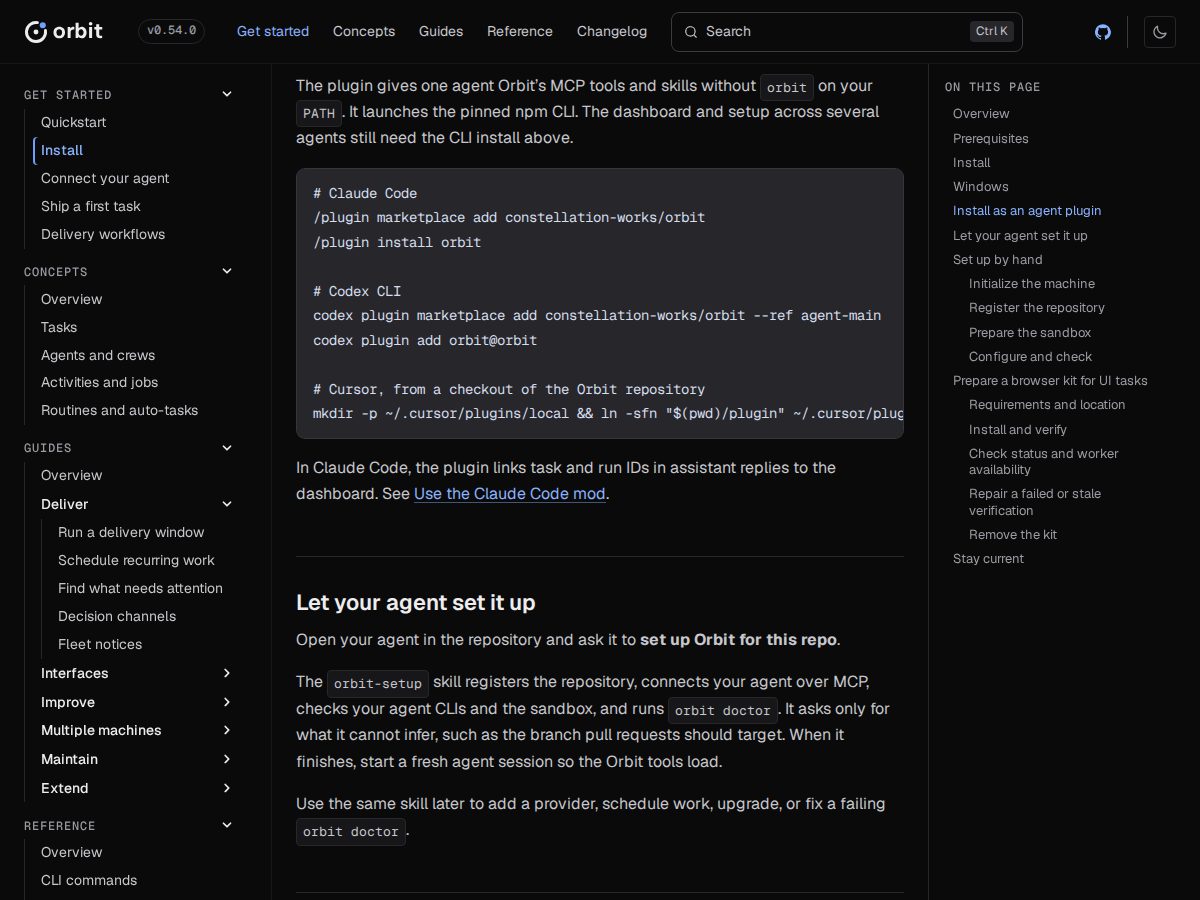 orbit
v0.54.0
Get started
Concepts
Guides
Reference
Changelog
Search
Ctrl K
GET STARTED
Quickstart
Install
Connect your agent
Ship a first task
Delivery workflows
CONCEPTS
Overview
Tasks
Agents and crews
Activities and jobs
Routines and auto-tasks
GUIDES
Overview
Deliver
Run a delivery window
Schedule recurring work
Find what needs attention
Decision channels
Fleet notices
Interfaces
Improve
Multiple machines
Maintain
Extend
REFERENCE
Overview
CLI commands
The plugin gives one agent Orbit’s MCP tools and skills without orbit on your
PATH. It launches the pinned npm CLI. The dashboard and setup across several
agents still need the CLI install above.
# Claude Code
/plugin marketplace add constellation-works/orbit
/plugin install orbit
# Codex CLI
codex plugin marketplace add constellation-works/orbit --ref agent-main
codex plugin add orbit@orbit
# Cursor, from a checkout of the Orbit repository
mkdir -p ~/.cursor/plugins/local && ln -sfn "$(pwd)/plugin" ~/.cursor/plug
In Claude Code, the plugin links task and run IDs in assistant replies to the
dashboard. See Use the Claude Code mod.
Let your agent set it up
Open your agent in the repository and ask it to set up Orbit for this repo.
The orbit-setup skill registers the repository, connects your agent over MCP,
checks your agent CLIs and the sandbox, and runs orbit doctor. It asks only for
what it cannot infer, such as the branch pull requests should target. When it
finishes, start a fresh agent session so the Orbit tools load.
Use the same skill later to add a provider, schedule work, upgrade, or fix a failing
orbit doctor.
ON THIS PAGE
Overview
Prerequisites
Install
Windows
Install as an agent plugin
Let your agent set it up
Set up by hand
Initialize the machine
Register the repository
Prepare the sandbox
Configure and check
Prepare a browser kit for UI tasks
Requirements and location
Install and verify
Check status and worker
availability
Repair a failed or stale
verification
Remove the kit
Stay current